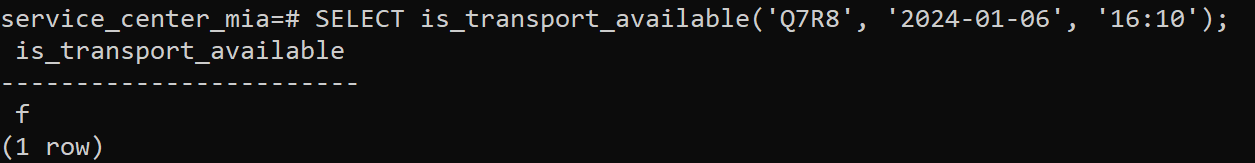 service_center_mia=# SELECT is_transport_available('Q7R8', '2024-01-06', '16:10');
 is_transport_available
------------------------
 f
(1 row)